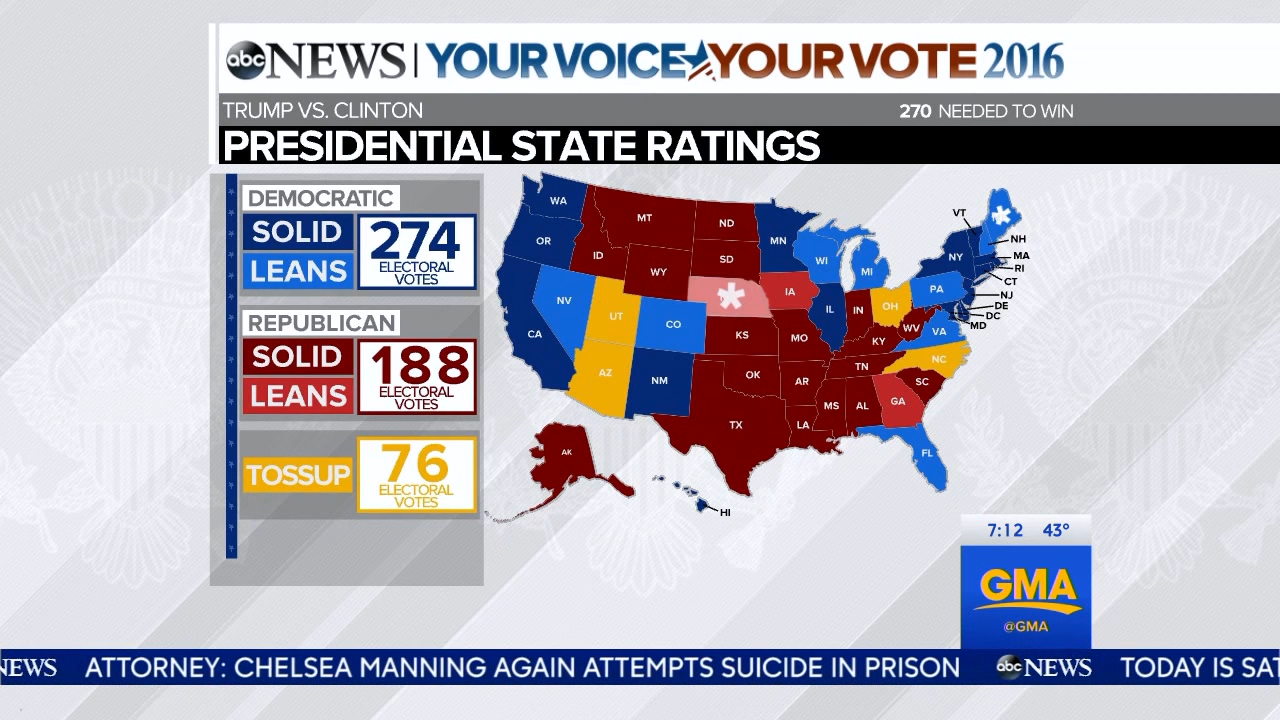 abc NEWS | YOUR VOICE YOUR VOTE 2016
TRUMP VS. CLINTON 270 NEEDED TO WIN
PRESIDENTIAL STATE RATINGS
DEMOCRATIC
SOLID
LEANS
274
ELECTORAL
VOTES
REPUBLICAN
SOLID
LEANS
188
ELECTORAL
VOTES
TOSSUP
76
ELECTORAL
VOTES
WA
MT
ND
MN
VT
NH
OR
ID
SD
WI
MI
NY
MA
RI
CT
WY
*
IA
PA
NJ
DE
DC
MD
NV
UT
CO
IL
IN
OH
WV
VA
CA
KS
MO
KY
NC
AZ
NM
OK
AR
TN
SC
TX
LA
MS
AL
GA
FL
AK
HI
*
7:12 43°
GMA
@GMA
NEWS ATTORNEY: CHELSEA MANNING AGAIN ATTEMPTS SUICIDE IN PRISON abc NEWS TODAY IS SAT